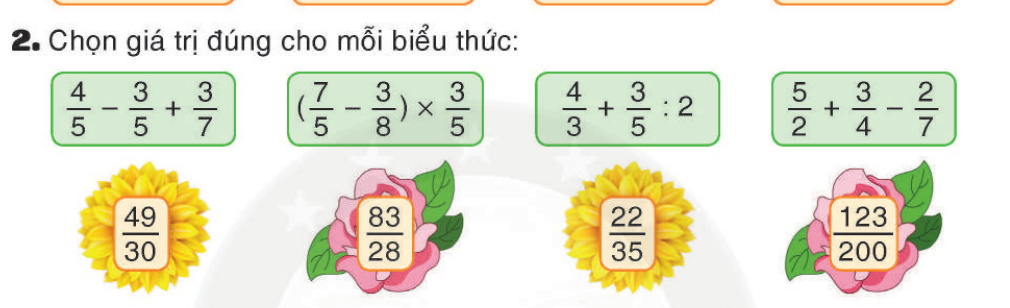 2. Chọn giá trị đúng cho mỗi biểu thức:
4/5 − 3/5 + 3/7 (7/5 − 3/8) × 3/5 4/3 + 3/5 : 2 5/2 + 3/4 − 2/7
49/30 83/28 22/35 123/200